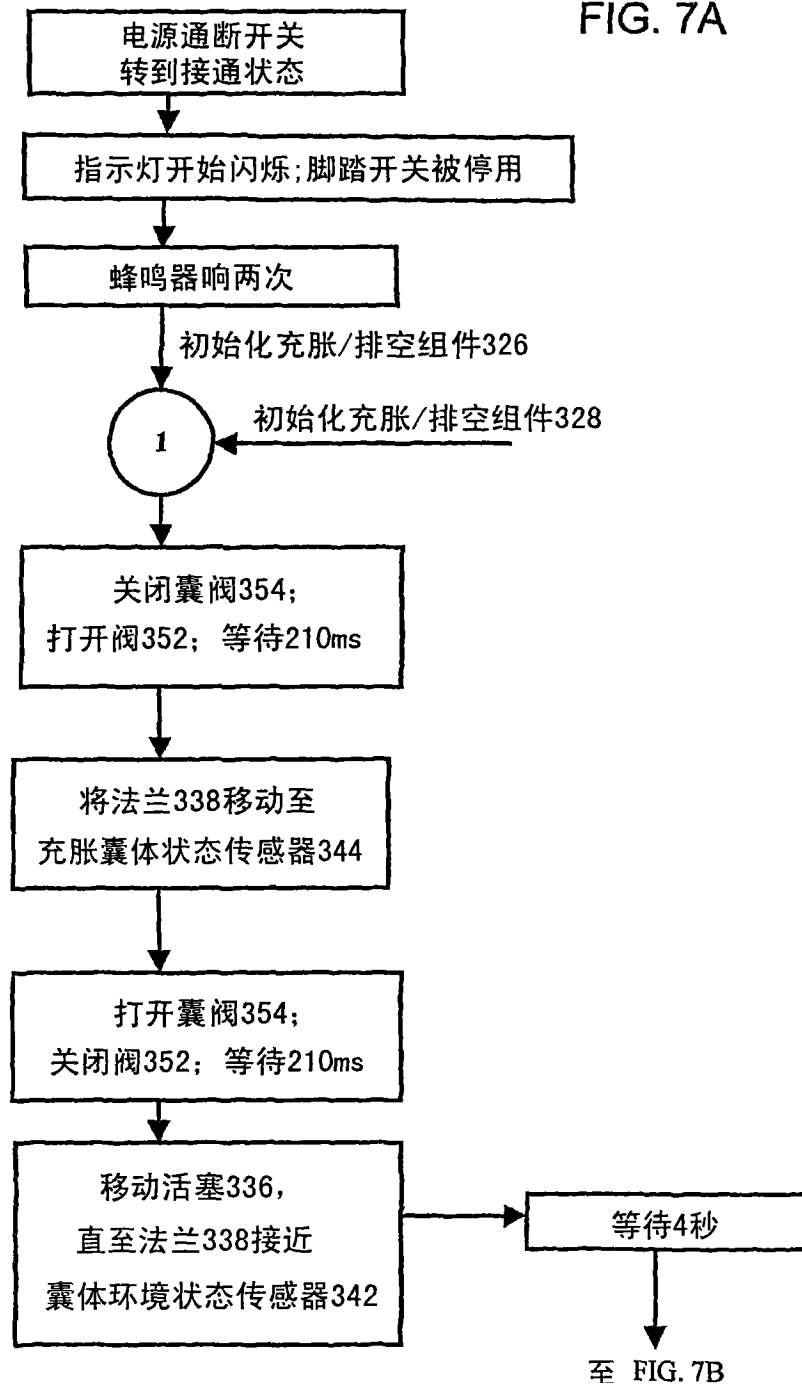 FIG. 7A
电源通断开关
转到接通状态
指示灯开始闪烁;脚踏开关被停用
蜂鸣器响两次
初始化充胀/排空组件326
初始化充胀/排空组件328
1
关闭囊阀354;
打开阀352; 等待210ms
将法兰338移动至
充胀囊体状态传感器344
打开囊阀354;
关闭阀352; 等待210ms
移动活塞336,
直至法兰338接近
囊体环境状态传感器342
等待4秒
至 FIG. 7B